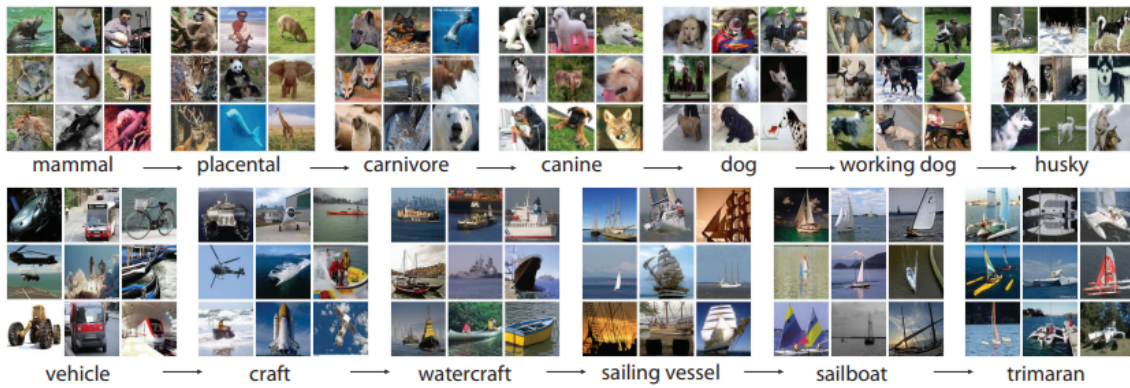 mammal placental carnivore canine dog working dog husky
vehicle craft watercraft sailing vessel sailboat trimaran